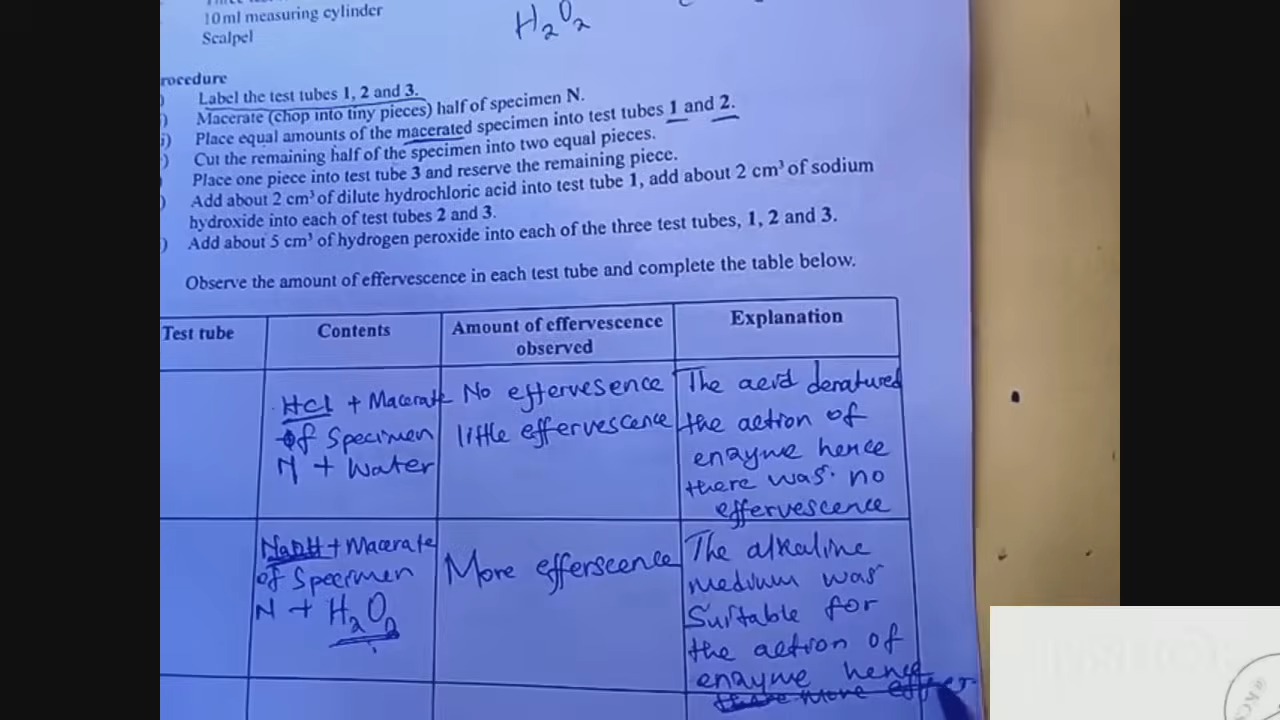 10ml measuring cylinder
Scalpel
H2O2
rocedure
Label the test tubes 1, 2 and 3.
Macerate (chop into tiny pieces) half of specimen N.
Place equal amounts of the macerated specimen into test tubes 1 and 2.
Cut the remaining half of the specimen into two equal pieces.
Place one piece into test tube 3 and reserve the remaining piece.
Add about 2 cm³ of dilute hydrochloric acid into test tube 1, add about 2 cm³ of sodium
hydroxide into each of test tubes 2 and 3.
Add about 5 cm³ of hydrogen peroxide into each of the three test tubes, 1, 2 and 3.
Observe the amount of effervescence in each test tube and complete the table below.
Test tube
Contents
Amount of effervescence
observed
Explanation
HCl + Macerate
of Specimen
N + Water
No effervesence
little effervescence
The acid denatured
the action of
enzyme hence
there was no
effervescence
NaOH + Macerate
of Specimen
N + H2O2
More efferscence
The alkaline
medium was
Suitable for
the action of
enzyme hence
more